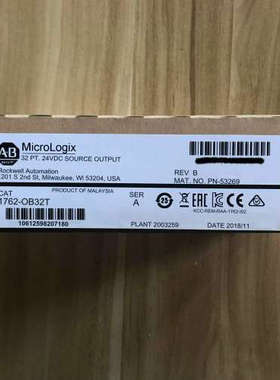 AB
MicroLogix
32 PT. 24VDC SOURCE OUTPUT
Rockwell Automation
1201 S 2nd St, Milwaukee, WI 53204, USA
REV B
MAT. NO. PN-53269
PRODUCT OF MALAYSIA
CAT
1762-OB32T
SER
A
25
10612598207180
PLANT 2003259
DATE 2018/11